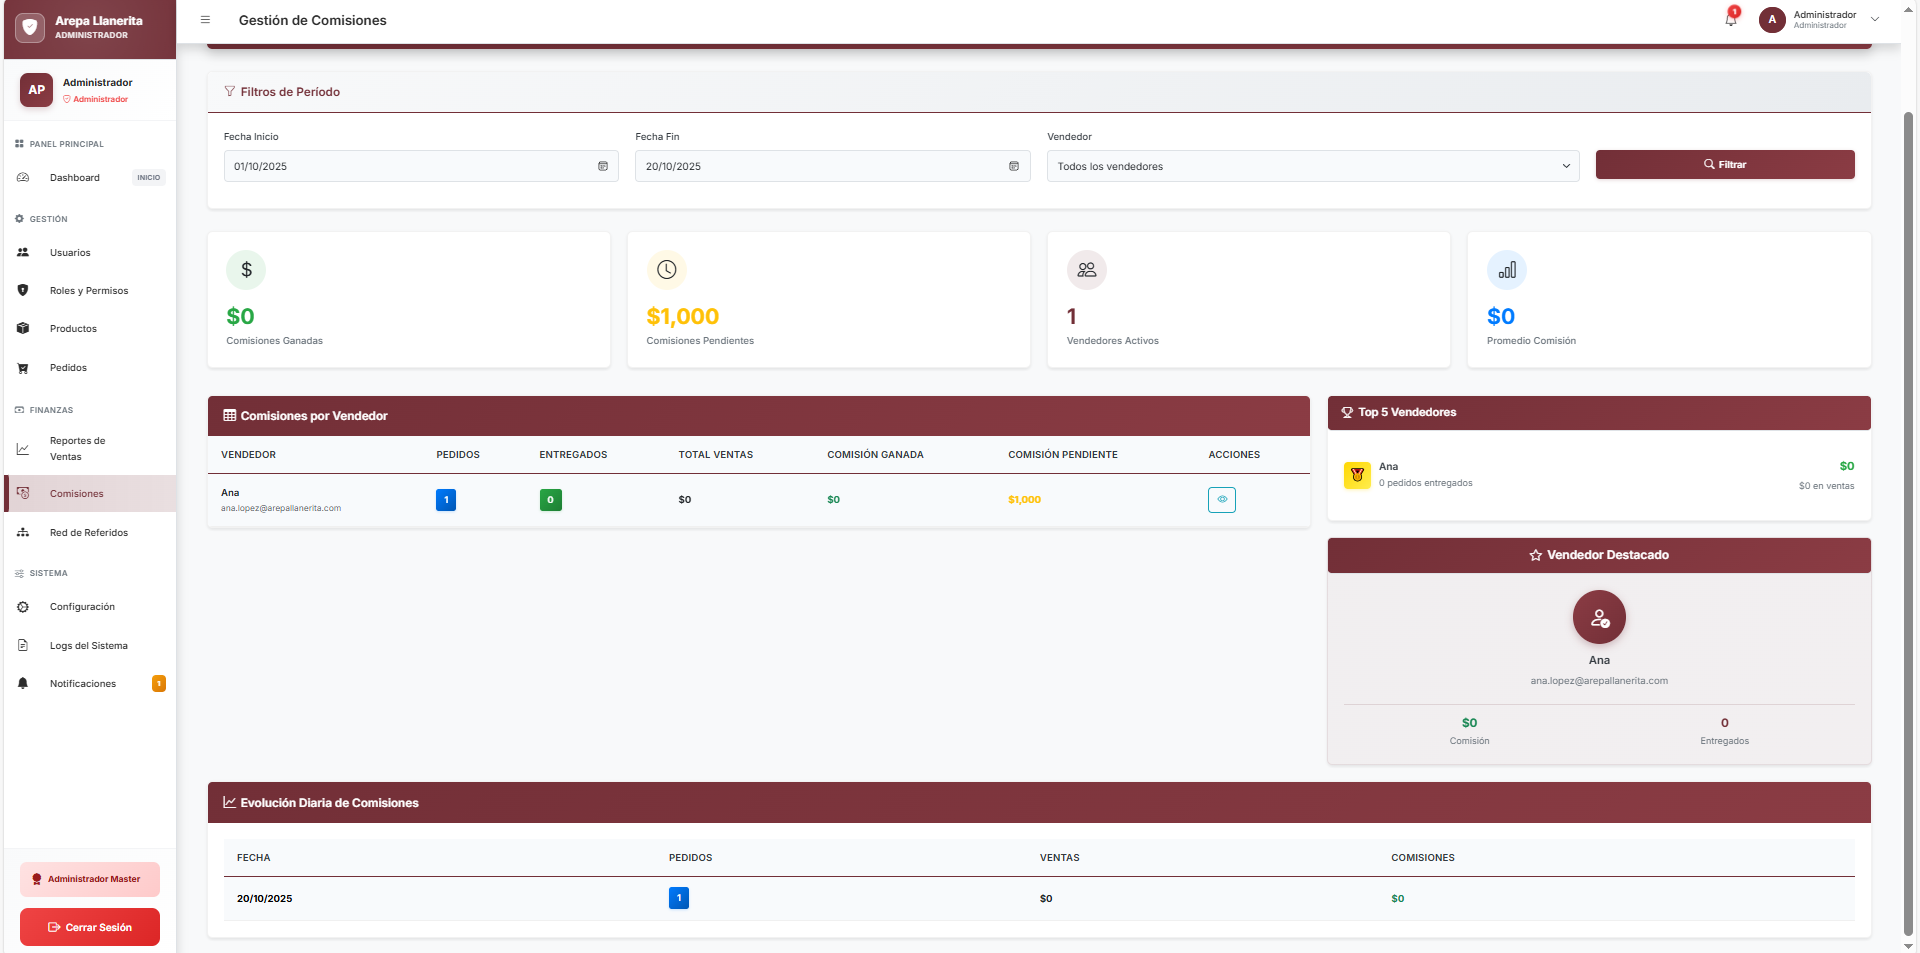 Arepa Llanerita
ADMINISTRADOR
AP
Administrador
Administrador
PANEL PRINCIPAL
Dashboard
INICIO
GESTIÓN
Usuarios
Roles y Permisos
Productos
Pedidos
FINANZAS
Reportes de
Ventas
Comisiones
Red de Referidos
SISTEMA
Configuración
Logs del Sistema
Notificaciones
1
Administrador Master
Cerrar Sesión
Gestión de Comisiones
1
A
Administrador
Administrador
Filtros de Período
Fecha Inicio
01/10/2025
Fecha Fin
20/10/2025
Vendedor
Todos los vendedores
Filtrar
$0
Comisiones Ganadas
$1,000
Comisiones Pendientes
1
Vendedores Activos
$0
Promedio Comisión
Comisiones por Vendedor
VENDEDOR PEDIDOS ENTREGADOS TOTAL VENTAS COMISIÓN GANADA COMISIÓN PENDIENTE ACCIONES
Ana
ana.lopez@arepallanerita.com
1 0 $0 $0 $1,000
Top 5 Vendedores
Ana
0 pedidos entregados
$0
$0 en ventas
Vendedor Destacado
Ana
ana.lopez@arepallanerita.com
$0
Comisión
0
Entregados
Evolución Diaria de Comisiones
FECHA PEDIDOS VENTAS COMISIONES
20/10/2025 1 $0 $0